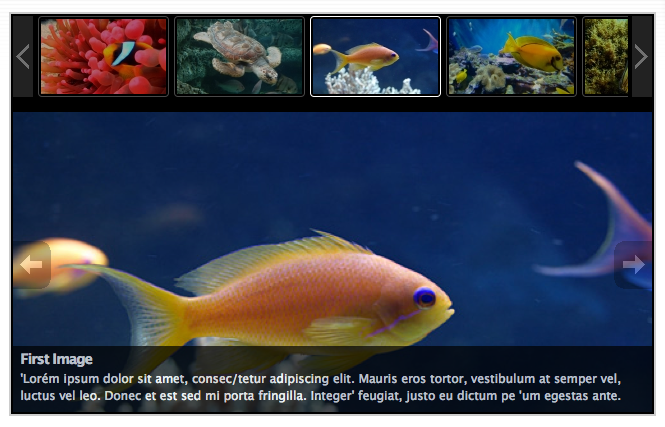 First Image
'Lorém ipsum dolor sit amet, consec/tetur adipiscing elit. Mauris eros tortor, vestibulum at semper vel,
luctus vel leo. Donec et est sed mi porta fringilla. Integer' feugiat, justo eu dictum pe 'um egestas ante.